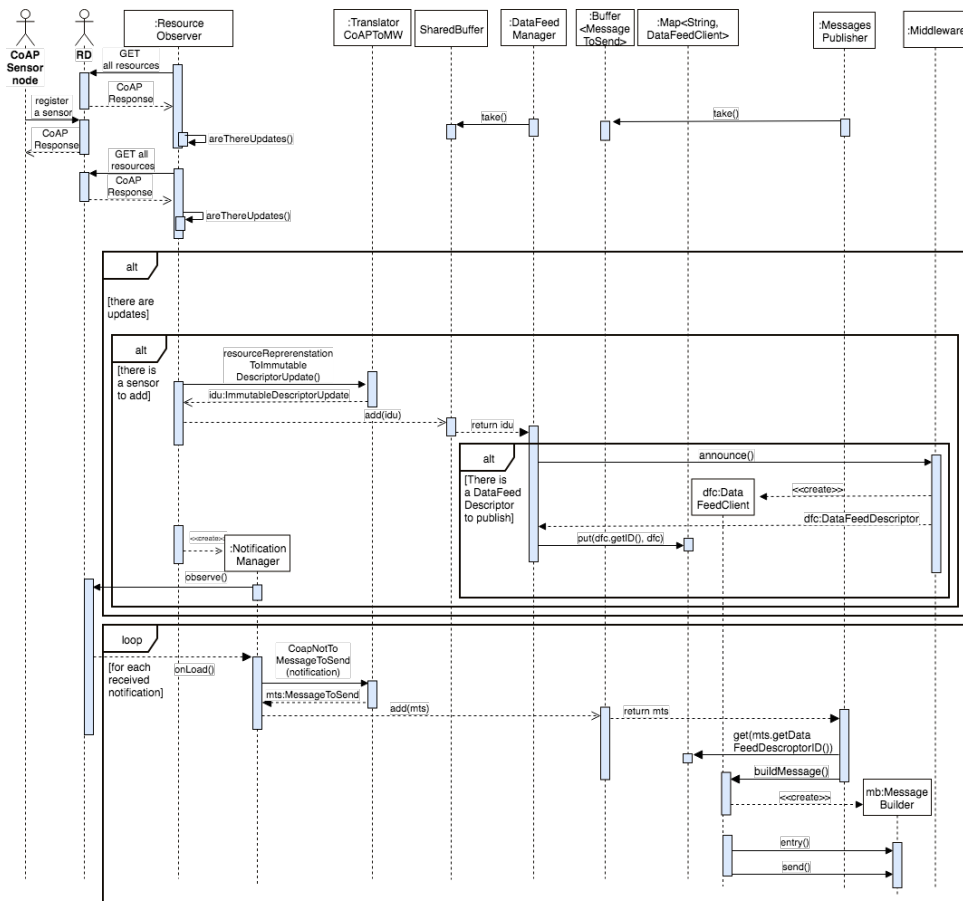 :Resource
Observer
:Translator
CoAPToMW
SharedBuffer
:DataFeed
Manager
:Buffer
<Message
ToSend>
:Map<String,
DataFeedClient>
:Messages
Publisher
:Middleware
CoAP
Sensor
node
RD
GET
all resources
CoAP
Response
register
a sensor
CoAP
Response
areThereUpdates()
take()
take()
GET all
resources
CoAP
Response
areThereUpdates()
alt
[there are
updates]
alt
[there is
a sensor
to add]
resourceReprerenstation
ToImmutable
DescriptorUpdate()
idu:ImmutableDescriptorUpdate
add(idu)
return idu
alt
[There is
a DataFeed
Descriptor
to publish]
announce()
dfc:Data
FeedClient
<<create>>
dfc:DataFeedDescriptor
put(dfc.getID(), dfc)
<<create>
:Notification
Manager
observe()
loop
[for each
received
notification]
onLoad()
CoapNotTo
MessageToSend
(notification)
mts:MessageToSend
add(mts)
return mts
get(mts.getData
FeedDescroptorID())
buildMessage()
<<create>>
mb:Message
Builder
entry()
send()